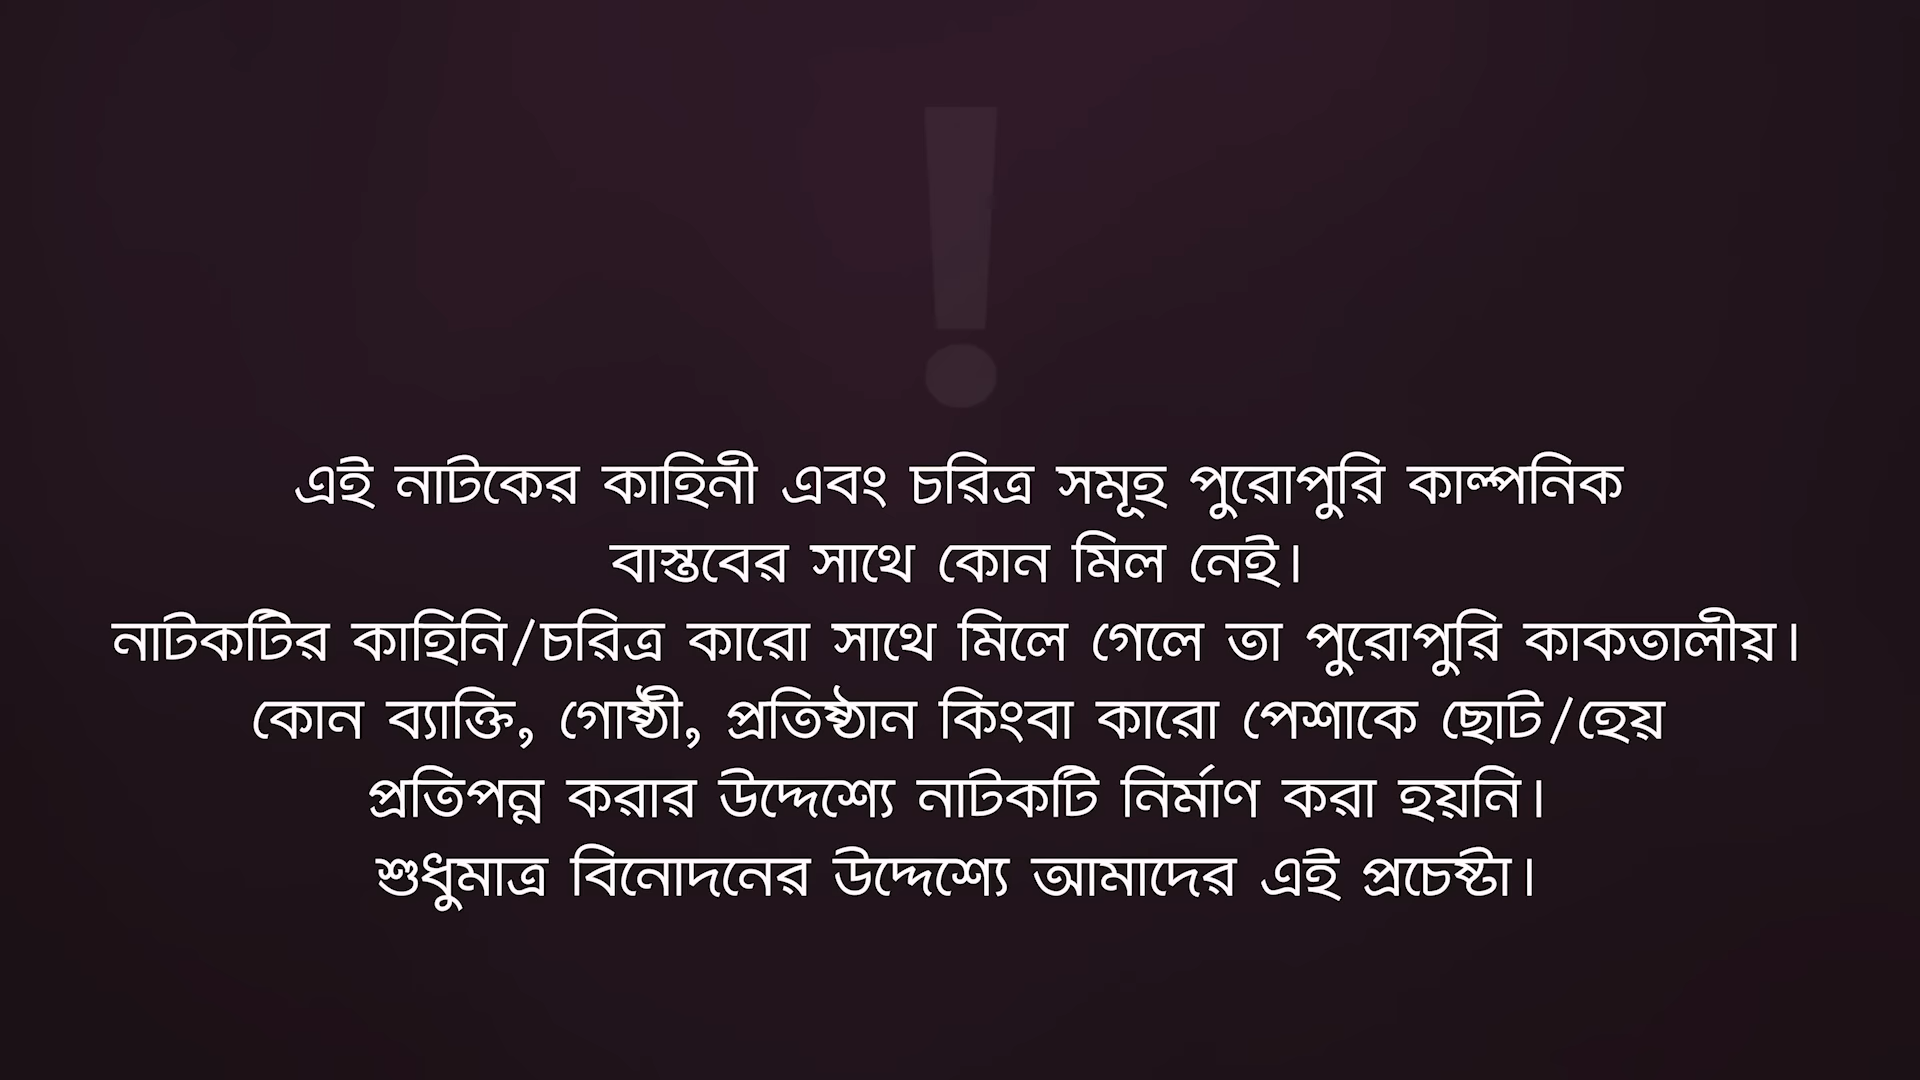 এই নাটকের কাহিনী এবং চরিত্র সমূহ পুরোপুরি কাল্পনিক
বাস্তবের সাথে কোন মিল নেই।
নাটকটির কাহিনি/চরিত্র কারো সাথে মিলে গেলে তা পুরোপুরি কাকতালীয়।
কোন ব্যাক্তি, গোষ্ঠী, প্রতিষ্ঠান কিংবা কারো পেশাকে ছোট/হেয়
প্রতিপন্ন করার উদ্দেশ্যে নাটকটি নির্মাণ করা হয়নি।
শুধুমাত্র বিনোদনের উদ্দেশ্যে আমাদের এই প্রচেষ্টা।